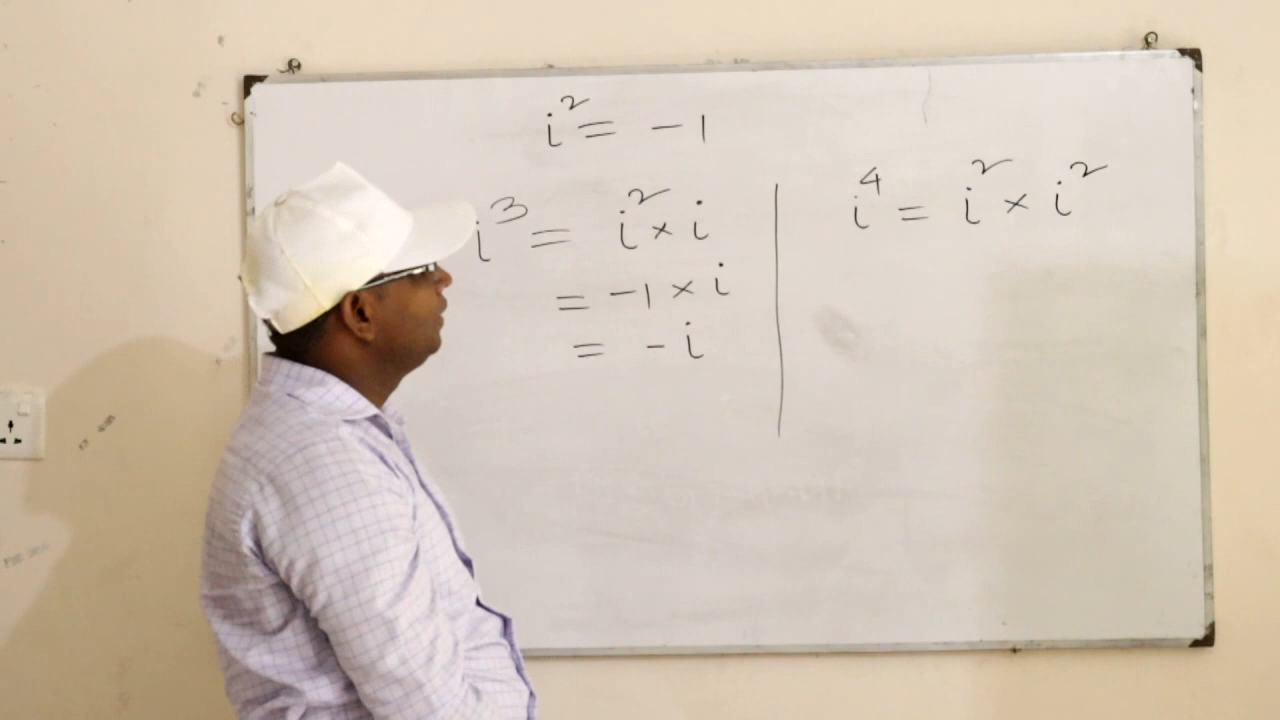 i² = -1
i³ = i² × i
= -1 × i
= -i
i⁴ = i² × i²